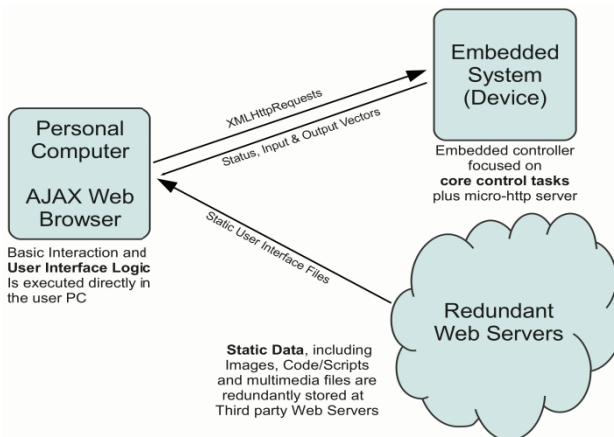 Embedded
System
(Device)
XMLHttpRequests
Personal
Computer
AJAX Web
Browser
Status, Input & Output Vectors
Embedded controller
focused on
core control tasks
plus micro-http server
Basic Interaction and
User Interface Logic
Is executed directly in
the user PC
Static User Interface Files
Redundant
Web Servers
Static Data, including
Images, Code/Scripts
and multimedia files are
redundantly stored at
Third party Web Servers